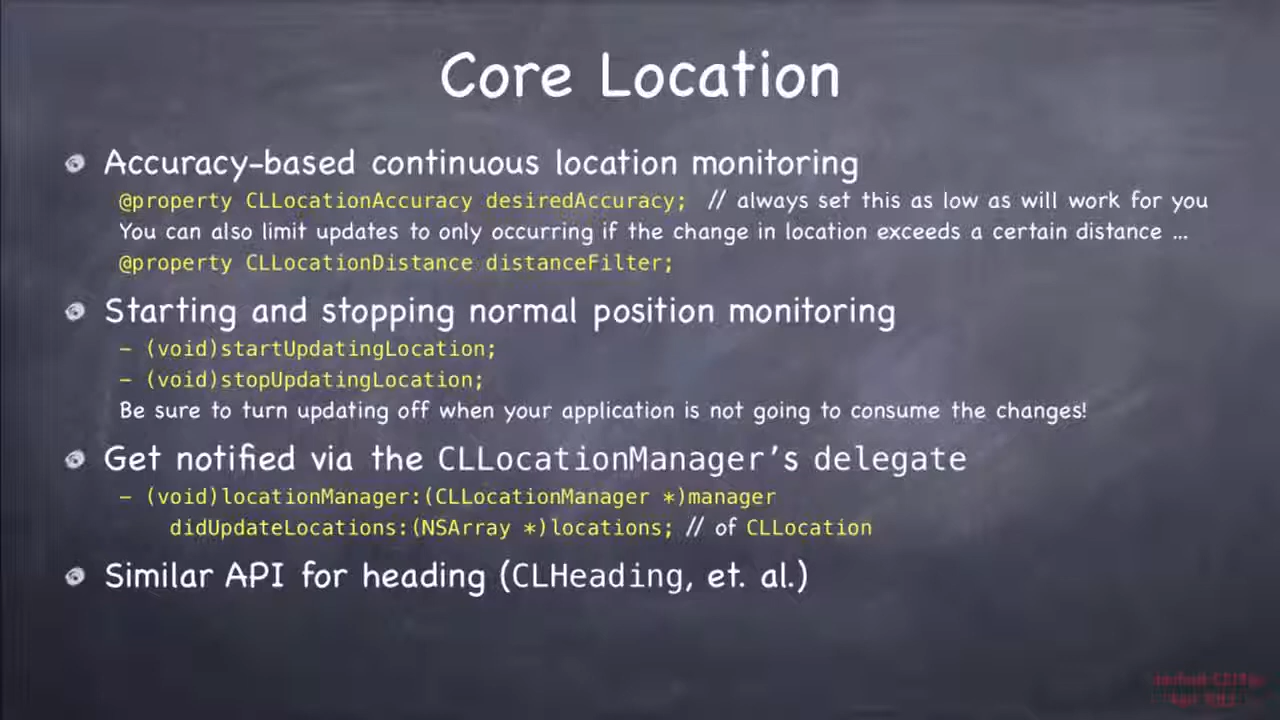 Core Location
Accuracy-based continuous location monitoring
@property CLLocationAccuracy desiredAccuracy; // always set this as low as will work for you
You can also limit updates to only occurring if the change in location exceeds a certain distance ...
@property CLLocationDistance distanceFilter;
Starting and stopping normal position monitoring
- (void)startUpdatingLocation;
- (void)stopUpdatingLocation;
Be sure to turn updating off when your application is not going to consume the changes!
Get notified via the CLLocationManager's delegate
- (void)locationManager:(CLLocationManager *)manager
didUpdateLocations:(NSArray *)locations; // of CLLocation
Similar API for heading (CLHeading, et. al.)